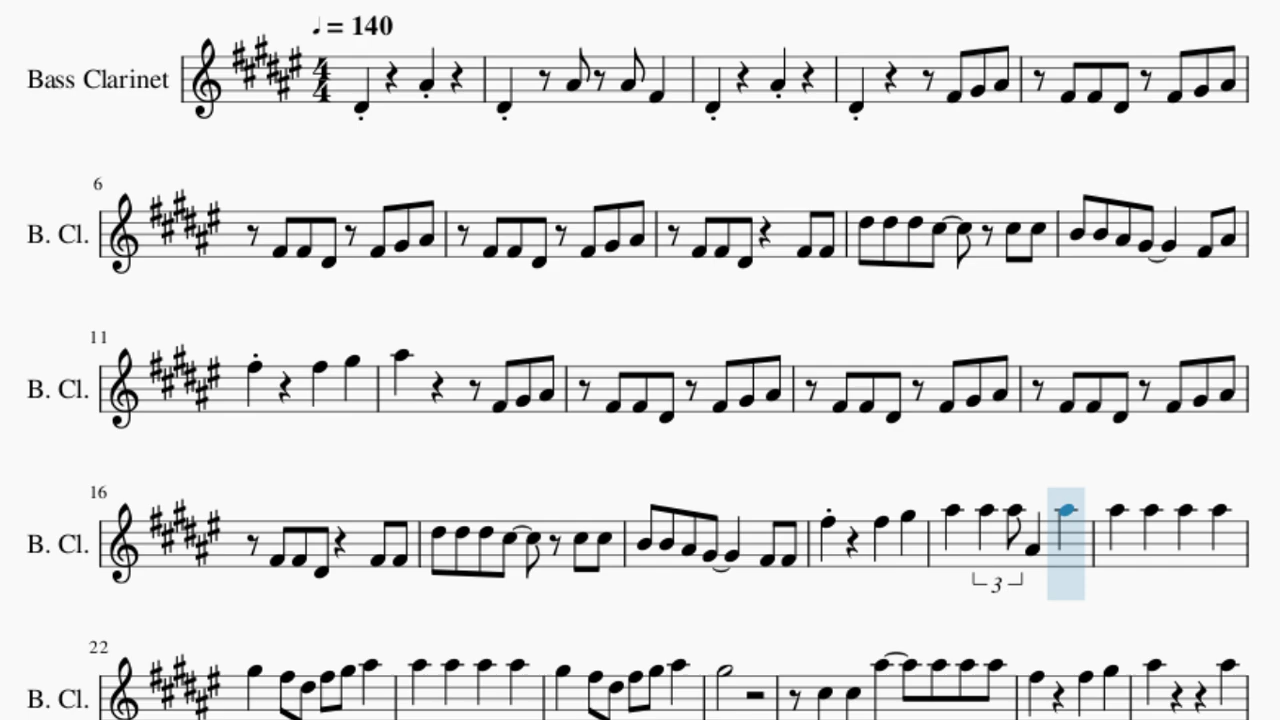 ♩ = 140
Bass Clarinet
4
4
6
B. Cl.
11
B. Cl.
16
B. Cl.
3
22
B. Cl.